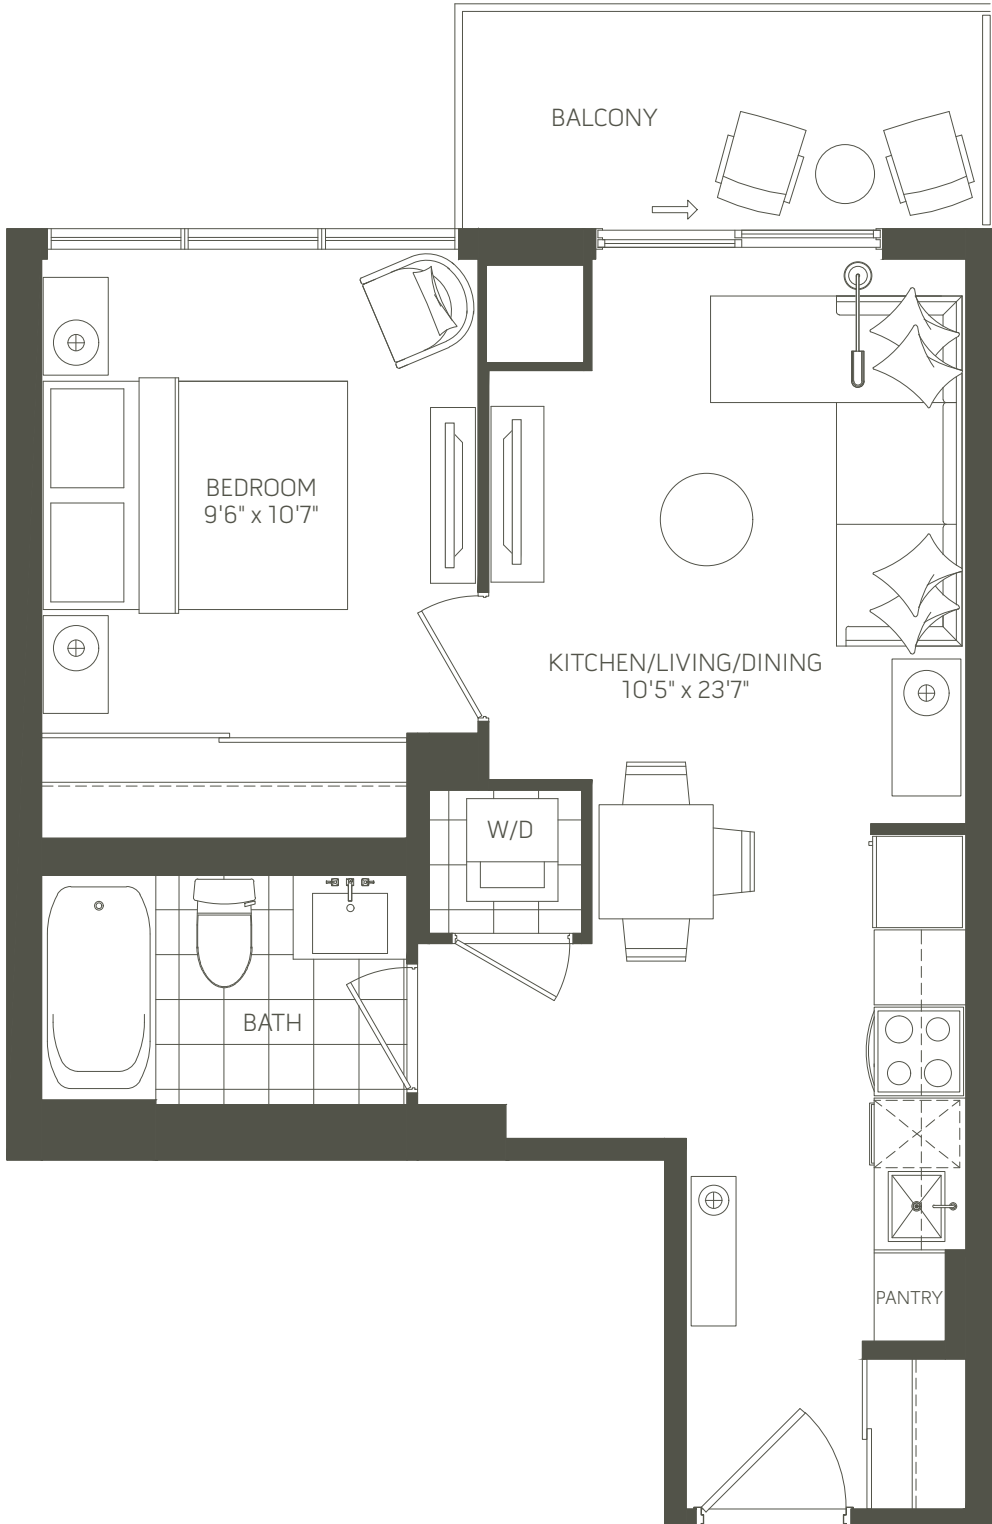 BALCONY
BEDROOM
9'6" x 10'7"
KITCHEN/LIVING/DINING
10'5" x 23'7"
W/D
BATH
PANTRY